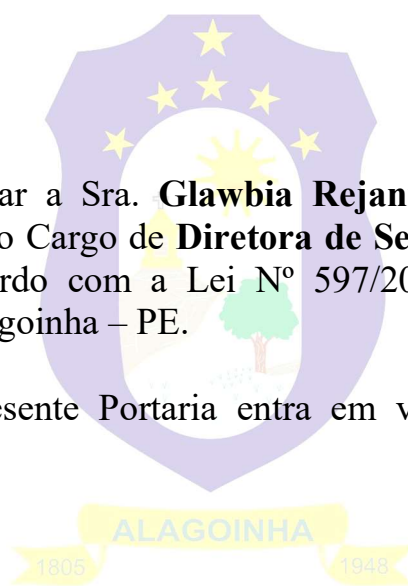 ar a Sra. Glawbia Rejan
o Cargo de Diretora de Se
rdo com a Lei Nº 597/20
goinha – PE.
esente Portaria entra em v
ALAGOINHA
1805 1948